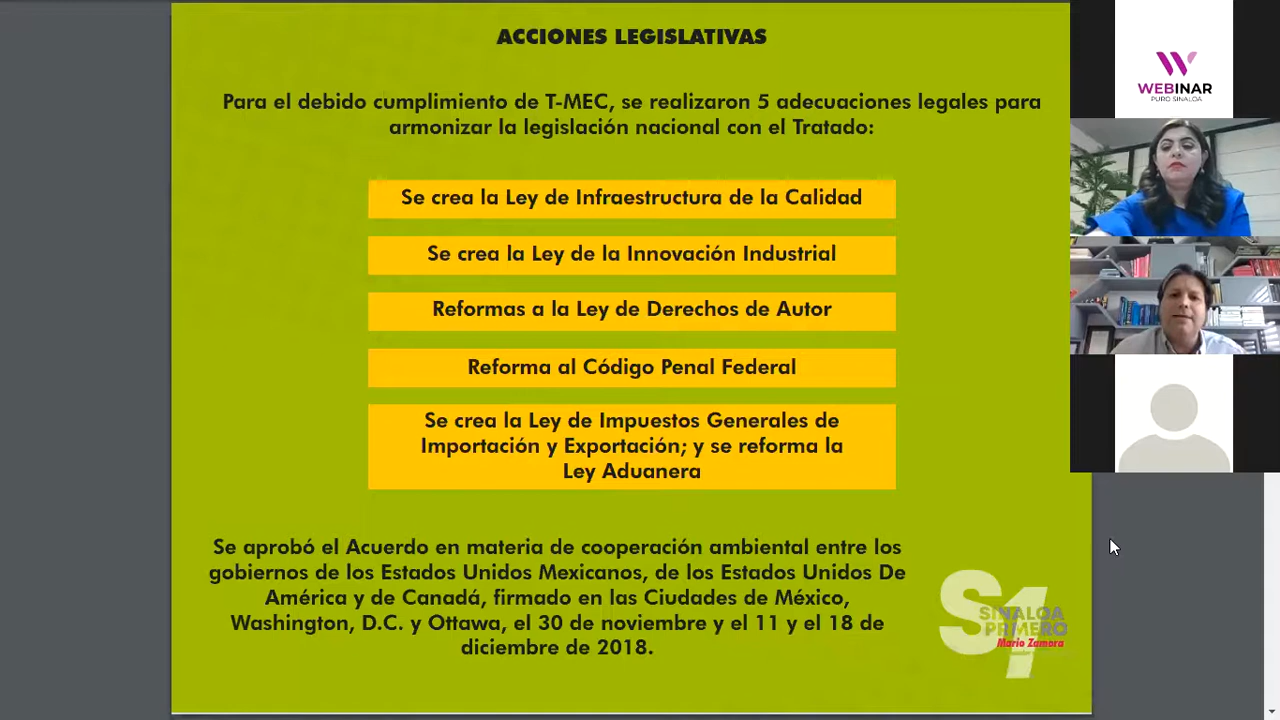 ACCIONES LEGISLATIVAS
Para el debido cumplimiento de T-MEC, se realizaron 5 adecuaciones legales para
armonizar la legislación nacional con el Tratado:
Se crea la Ley de Infraestructura de la Calidad
Se crea la Ley de la Innovación Industrial
Reformas a la Ley de Derechos de Autor
Reforma al Código Penal Federal
Se crea la Ley de Impuestos Generales de
Importación y Exportación; y se reforma la
Ley Aduanera
Se aprobó el Acuerdo en materia de cooperación ambiental entre los
gobiernos de los Estados Unidos Mexicanos, de los Estados Unidos De
América y de Canadá, firmado en las Ciudades de México,
Washington, D.C. y Ottawa, el 30 de noviembre y el 11 y el 18 de
diciembre de 2018.
S1
SINALOA
PRIMERO
Mario Zamora
WEBINAR
PURO SINALOA